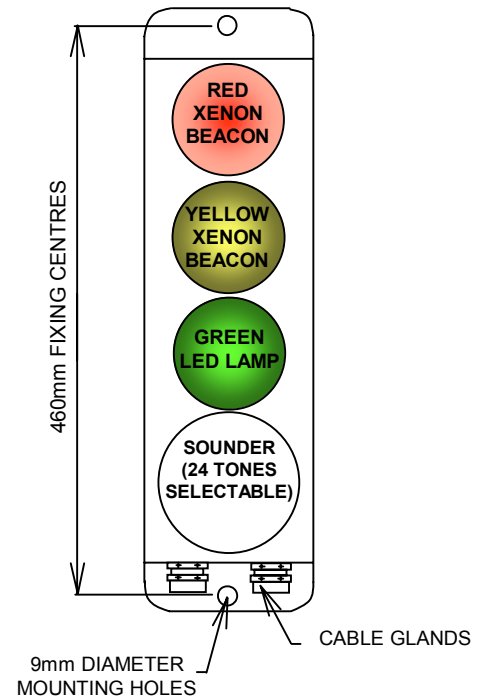 RED
XENON
BEACON
YELLOW
XENON
BEACON
GREEN
LED LAMP
SOUNDER
(24 TONES
SELECTABLE)
460mm FIXING CENTRES
CABLE GLANDS
9mm DIAMETER
MOUNTING HOLES